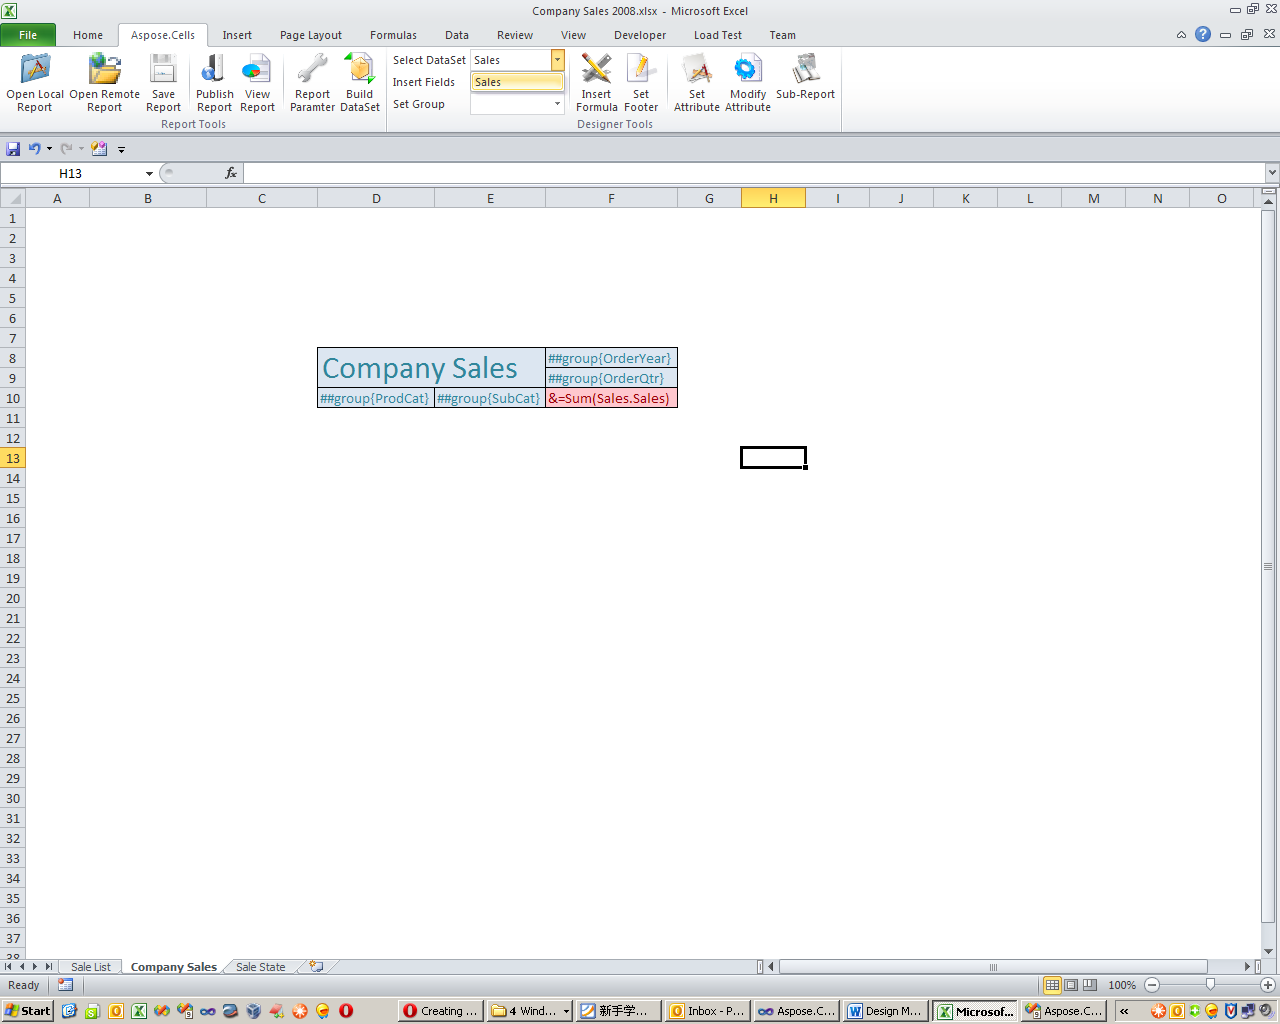 Company Sales 2008.xlsx - Microsoft Excel
File Home Aspose.Cells Insert Page Layout Formulas Data Review View Developer Load Test Team
Open Local Report
Open Remote Report
Save Report
Publish Report
View Report
Report Paramter
Build DataSet
Report Tools
Select DataSet Sales
Insert Fields Sales
Set Group
Insert Formula
Set Footer
Set Attribute
Modify Attribute
Sub-Report
Designer Tools
H13 fx
A B C D E F G H I J K L M N O
1
2
3
4
5
6
7
8 Company Sales ##group{OrderYear}
9 ##group{OrderQtr}
10 ##group{ProdCat} ##group{SubCat} &=Sum(Sales.Sales)
11
12
13
14
15
16
17
18
19
20
21
22
23
24
25
26
27
28
29
30
31
32
33
34
35
36
37
38
Sale List Company Sales Sale State
Ready 100%
Start Creating ... 4 Wind... 新手学... Inbox - P... Aspose.C... Design M... Microsof... Aspose.C... «